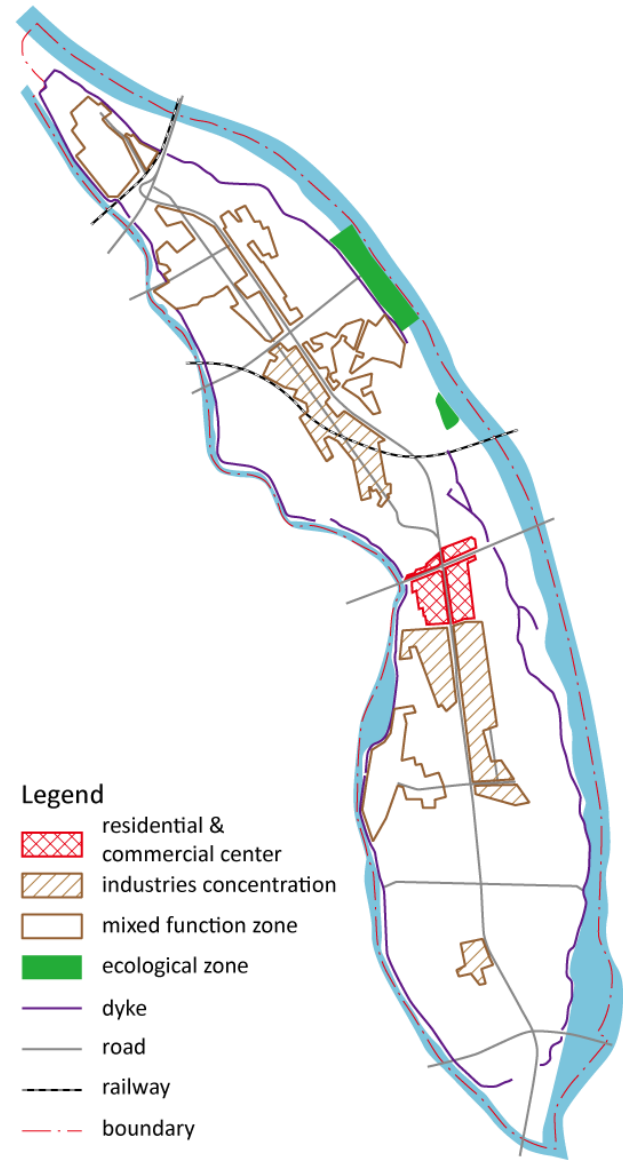 Legend
residential &
commercial center
industries concentration
mixed function zone
ecological zone
dyke
road
railway
boundary